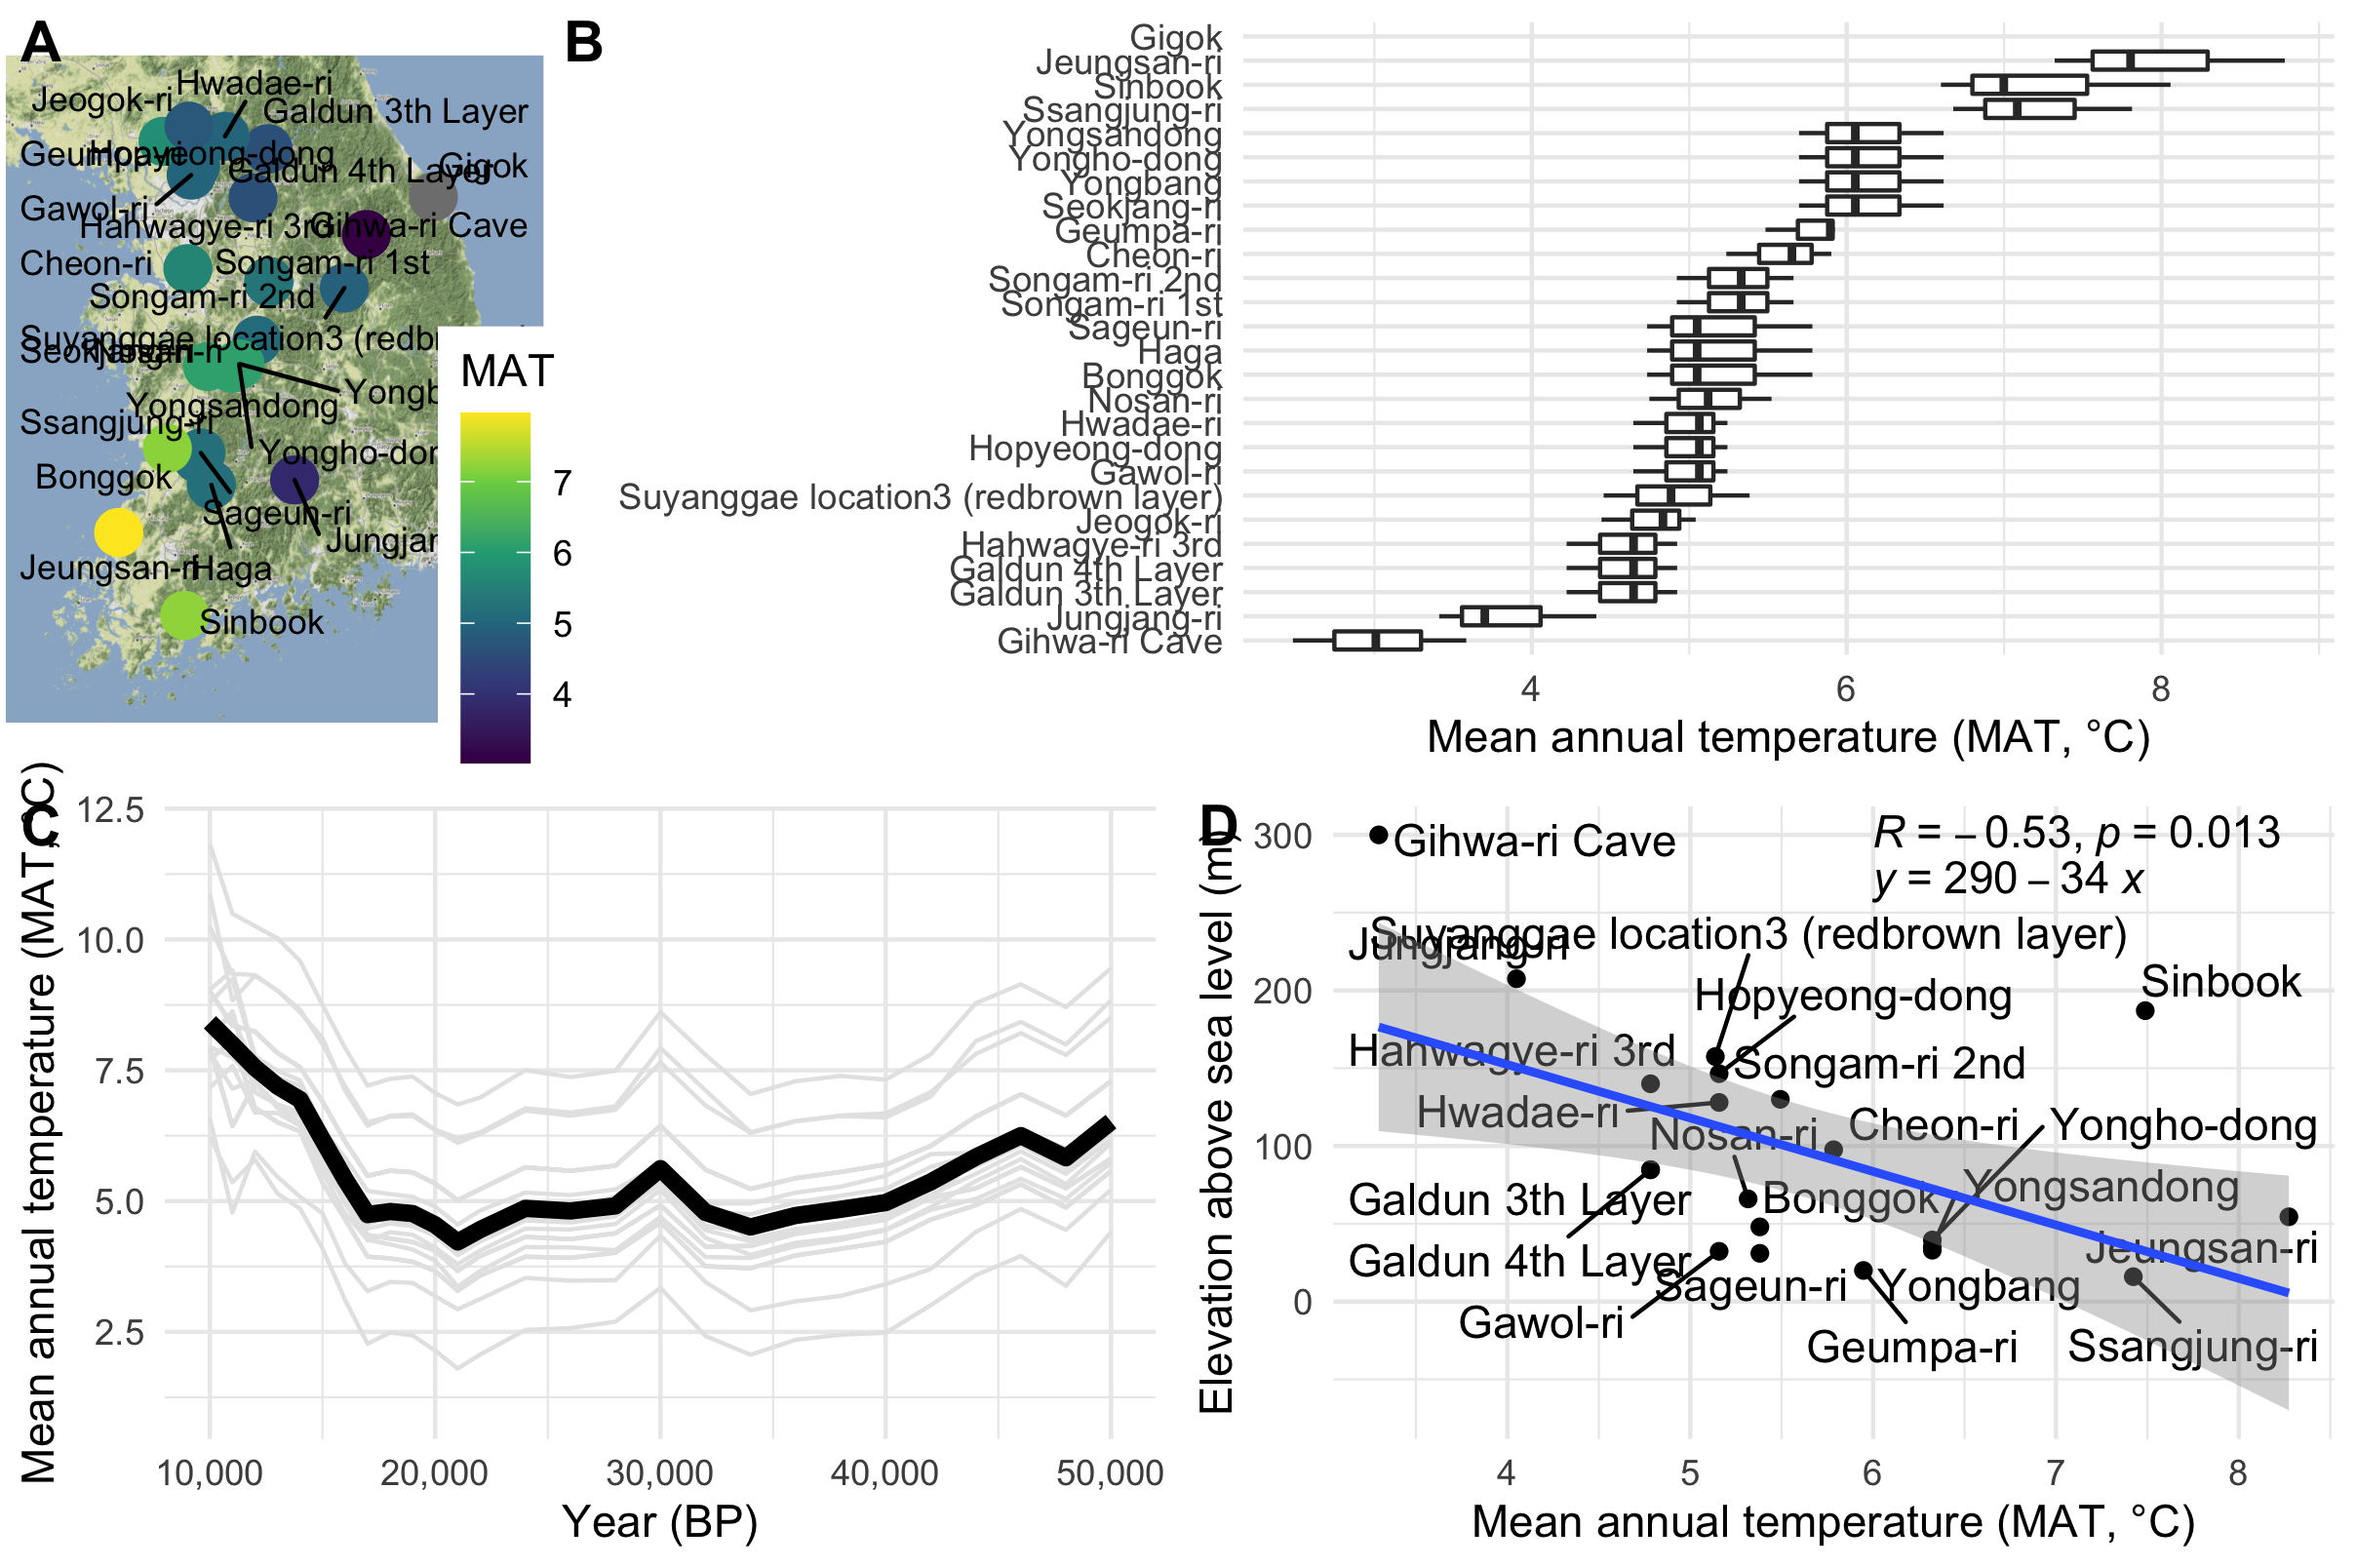 A
Hwadae-ri
Jeogok-ri
Galdun 3th Layer
Geumpa-ri
Hopyeong-dong
Galdun 4th Layer
Gigok
Gawol-ri
Hahwagye-ri 3rd
Gihwa-ri Cave
Cheon-ri
Songam-ri 1st
Songam-ri 2nd
Suyanggae location3 (redbr
Seokjang-ri
Nosan-ri
Yongb
Yongsandong
Ssangjung-ri
Yongho-don
Bonggok
Sageun-ri
Jungjan
Jeungsan-ri
Haga
Sinbook
MAT
7
6
5
4
B
Gigok
Jeungsan-ri
Sinbook
Ssangjung-ri
Yongsandong
Yongho-dong
Yongbang
Seokjang-ri
Geumpa-ri
Cheon-ri
Songam-ri 2nd
Songam-ri 1st
Sageun-ri
Haga
Bonggok
Nosan-ri
Hwadae-ri
Hopyeong-dong
Gawol-ri
Suyanggae location3 (redbrown layer)
Jeogok-ri
Hahwagye-ri 3rd
Galdun 4th Layer
Galdun 3th Layer
Jungjang-ri
Gihwa-ri Cave
4 6 8
Mean annual temperature (MAT, °C)
C
Mean annual temperature (MAT, °C)
12.5
10.0
7.5
5.0
2.5
10,000 20,000 30,000 40,000 50,000
Year (BP)
D
Elevation above sea level (m)
300
200
100
0
R = – 0.53, p = 0.013
y = 290 – 34 x
Gihwa-ri Cave
Suyanggae location3 (redbrown layer)
Jungjang-ri
Sinbook
Hopyeong-dong
Hahwagye-ri 3rd
Songam-ri 2nd
Hwadae-ri
Nosan-ri
Cheon-ri
Yongho-dong
Galdun 3th Layer
Bonggok
Yongsandong
Galdun 4th Layer
Jeungsan-ri
Sageun-ri
Yongbang
Gawol-ri
Geumpa-ri
Ssangjung-ri
4 5 6 7 8
Mean annual temperature (MAT, °C)